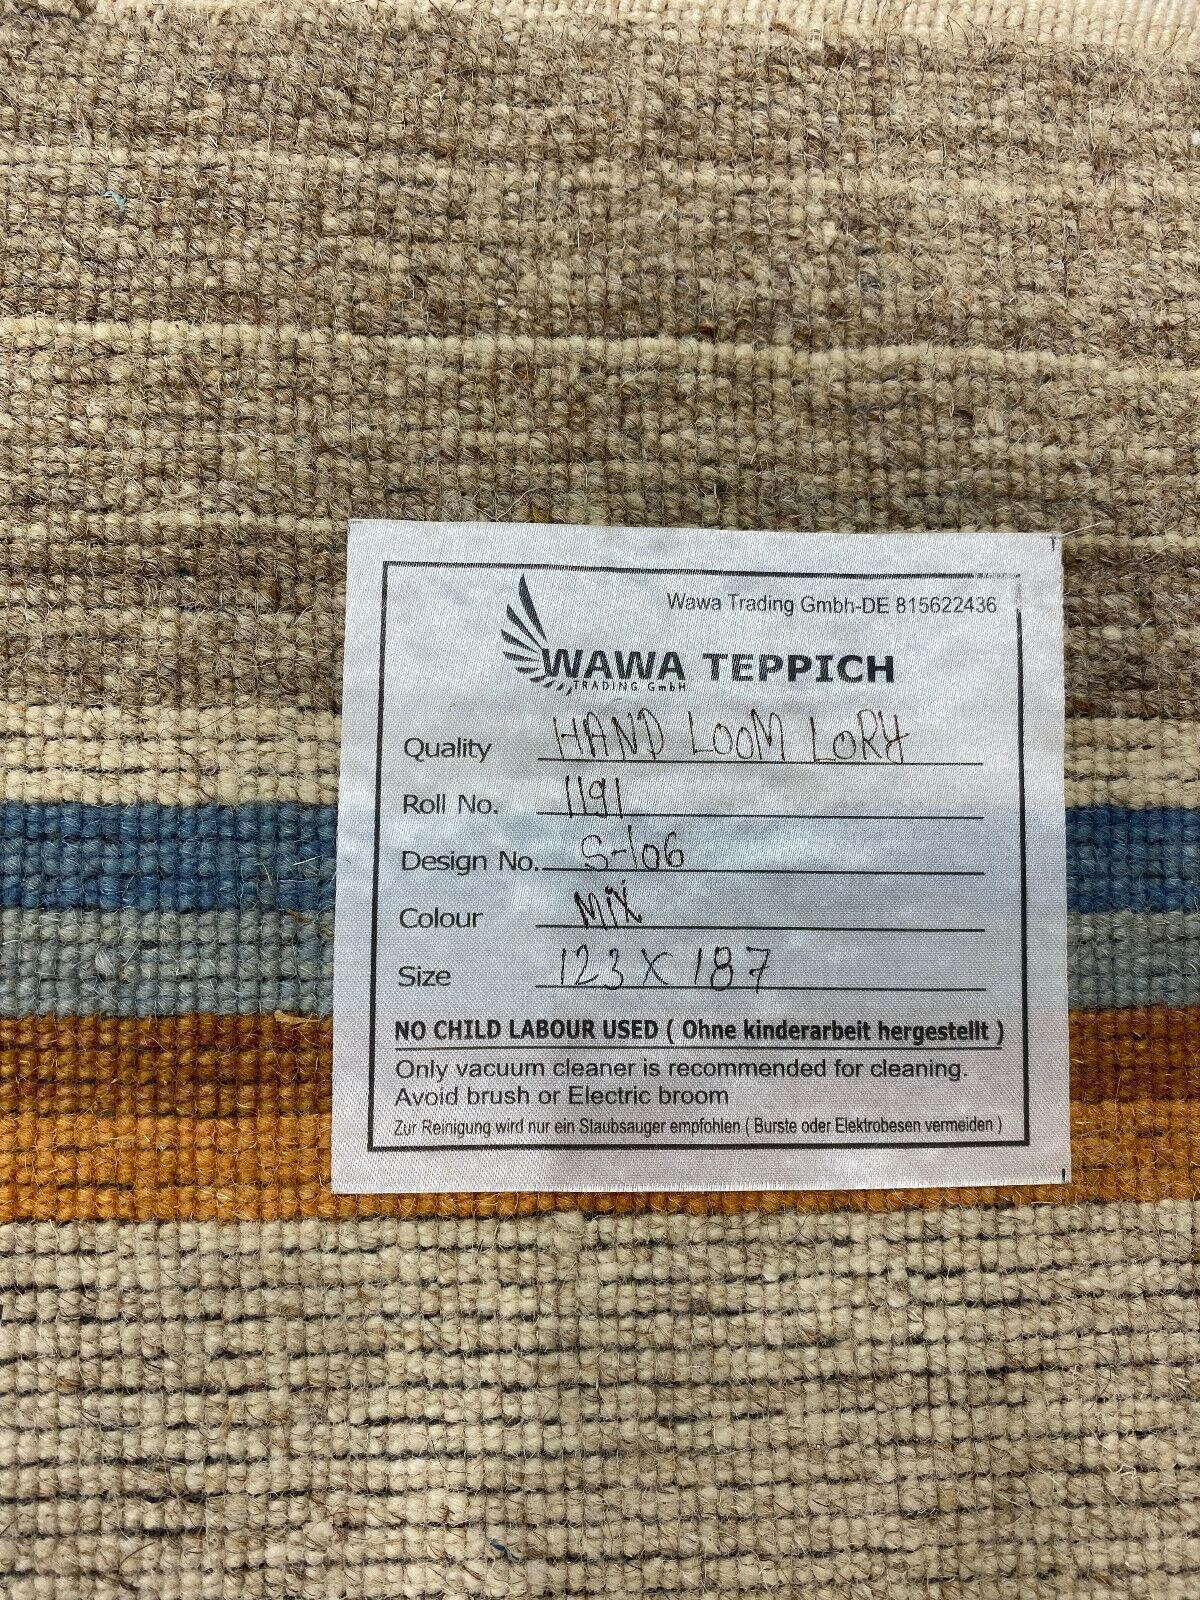 Wawa Trading Gmbh-DE 815622436
WAWA TEPPICH
TRADING GmbH
Quality HAND LOOM LORY
Roll No. 1191
Design No. S-106
Colour Mix
Size 123 X 187
NO CHILD LABOUR USED ( Ohne kinderarbeit hergestellt )
Only vacuum cleaner is recommended for cleaning.
Avoid brush or Electric broom
Zur Reinigung wird nur ein Staubsauger empfohlen ( Burste oder Elektrobesen vermeiden )